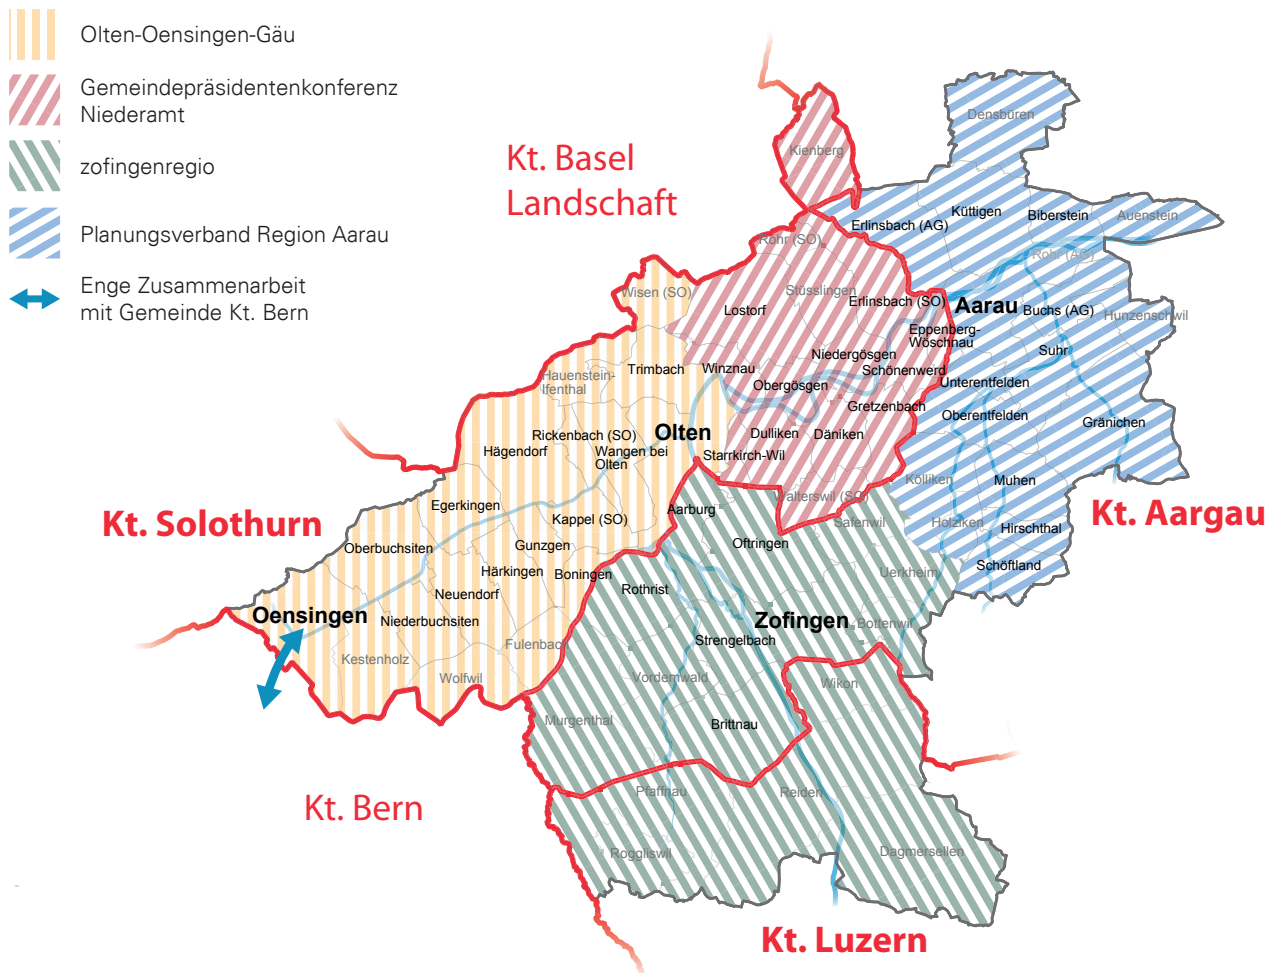 Olten-Oensingen-Gäu
Gemeindepräsidentenkonferenz
Niederamt
zofingenregio
Planungsverband Region Aarau
Enge Zusammenarbeit
mit Gemeinde Kt. Bern
Kt. Basel
Landschaft
Kienberg
Densbüren
Erlinsbach (AG)
Küttigen
Biberstein
Auenstein
Rohr (SO)
Rohr (AG)
Wisen (SO)
Stüsslingen
Lostorf
Erlinsbach (SO)
Aarau
Buchs (AG)
Hunzenschwil
Eppenberg-
Wöschnau
Suhr
Niedergösgen
Schönenwerd
Trimbach
Winznau
Hauenstein-
Ifenthal
Obergösgen
Unterentfelden
Gretzenbach
Oberentfelden
Gränichen
Rickenbach (SO)
Olten
Dulliken
Däniken
Hägendorf
Wangen bei
Olten
Starrkirch-Wil
Kölliken
Muhen
Walterswil (SO)
Egerkingen
Aarburg
Kt. Solothurn
Kappel (SO)
Safenwil
Holziken
Hirschthal
Kt. Aargau
Oberbuchsiten
Gunzgen
Oftringen
Schöftland
Härkingen
Boningen
Uerkheim
Rothrist
Neuendorf
Oensingen
Niederbuchsiten
Zofingen
Bottenwil
Strengelbach
Fulenbach
Kestenholz
Wolfwil
Vordemwald
Wikon
Murgenthal
Brittnau
Kt. Bern
Pfaffnau
Reiden
Roggliswil
Dagmersellen
Kt. Luzern